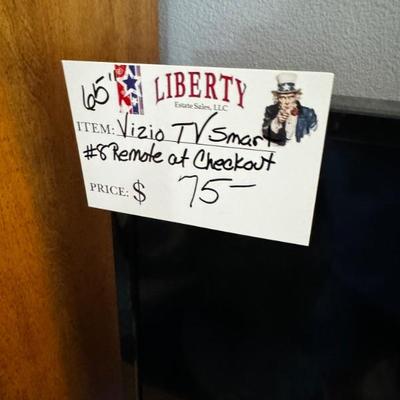 65" LIBERTY
Estate Sales, LLC
ITEM: Vizio TV Smart
#8 Remote at Checkout
PRICE: $ 75-